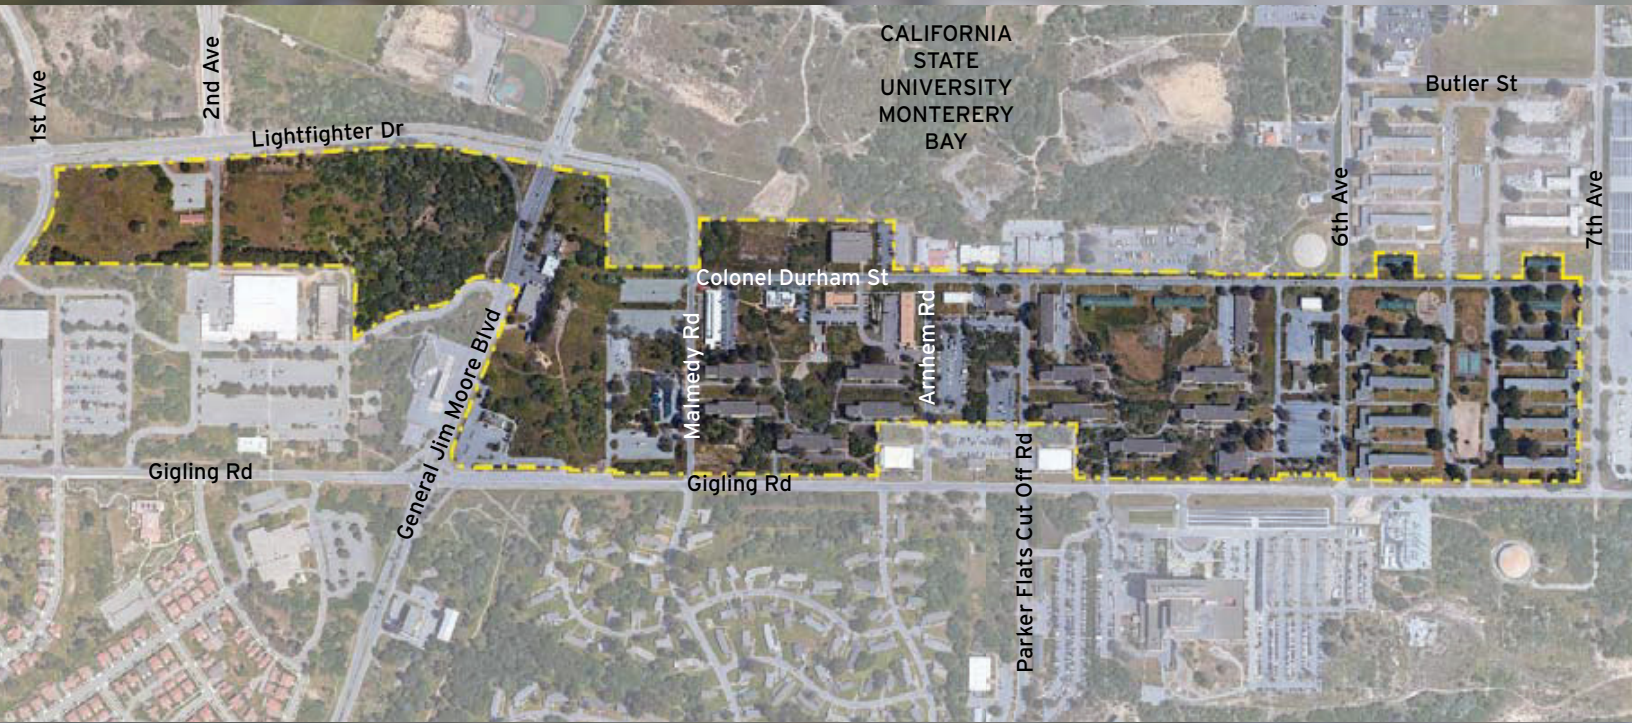 CALIFORNIA
STATE
UNIVERSITY
MONTERERY
BAY
1st Ave
2nd Ave
Lightfighter Dr
Butler St
6th Ave
7th Ave
Colonel Durham St
Malmedy Rd
Arnhem Rd
General Jim Moore Blvd
Gigling Rd
Gigling Rd
Parker Flats Cut Off Rd